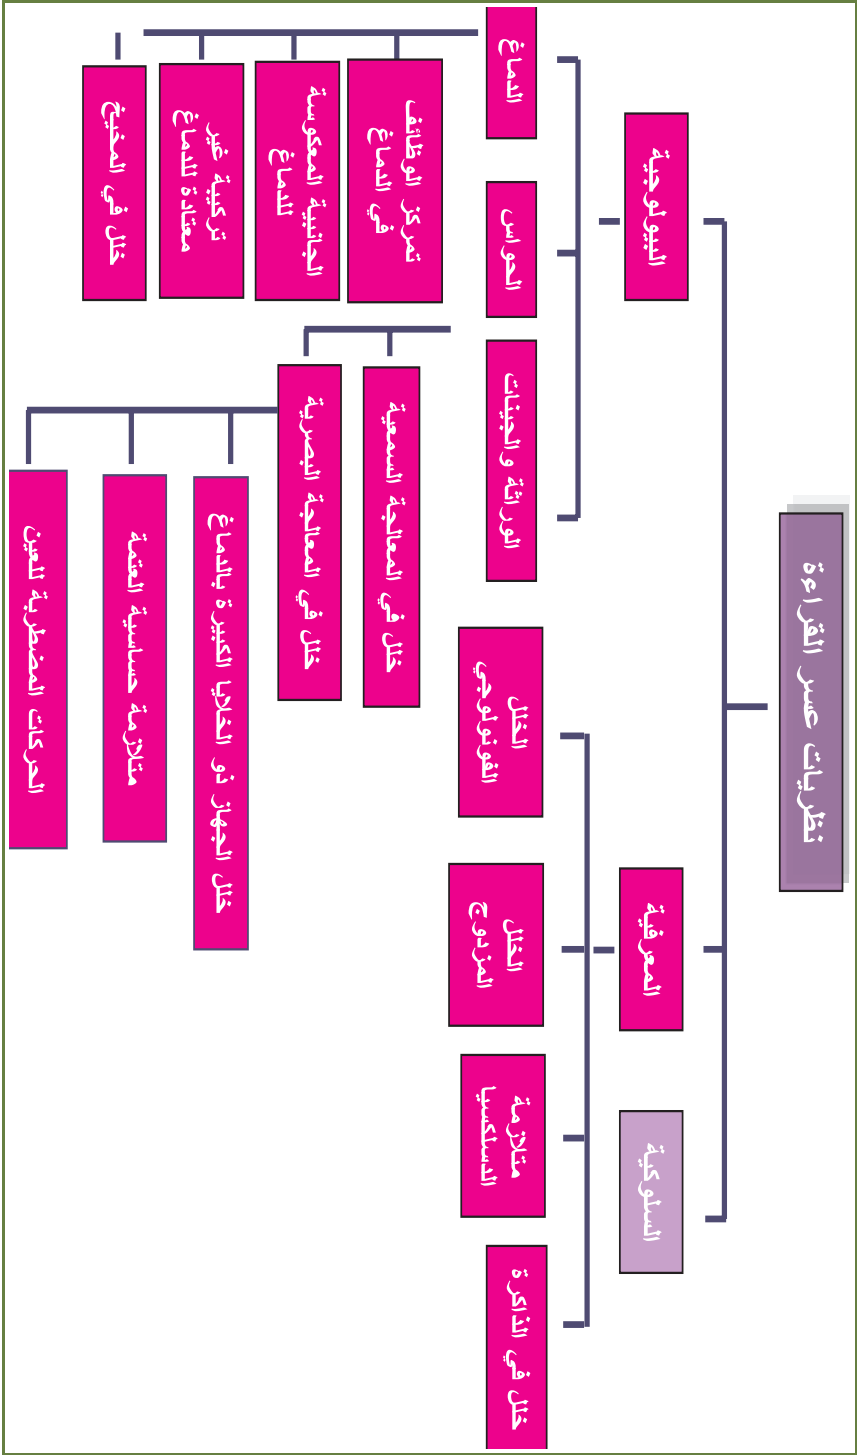 نظريات عسر القراءة
البيولوجية
المعرفية
السلوكية
الدماغ
الحواس
الوراثة والجينات
الخلل
الفونولوجي
الخلل
المزدوج
متلازمة
الدسلكسيا
خلل في الذاكرة
تمركز الوظائف
في الدماغ
الجانبية المعكوسة
للدماغ
تركيبة غير
معتادة للدماغ
خلل في المخيخ
خلل في المعالجة السمعية
خلل في المعالجة البصرية
خلل الجهاز ذو الخلايا الكبيرة بالدماغ
متلازمة حساسية العتمة
الحركات المضطربة للعين